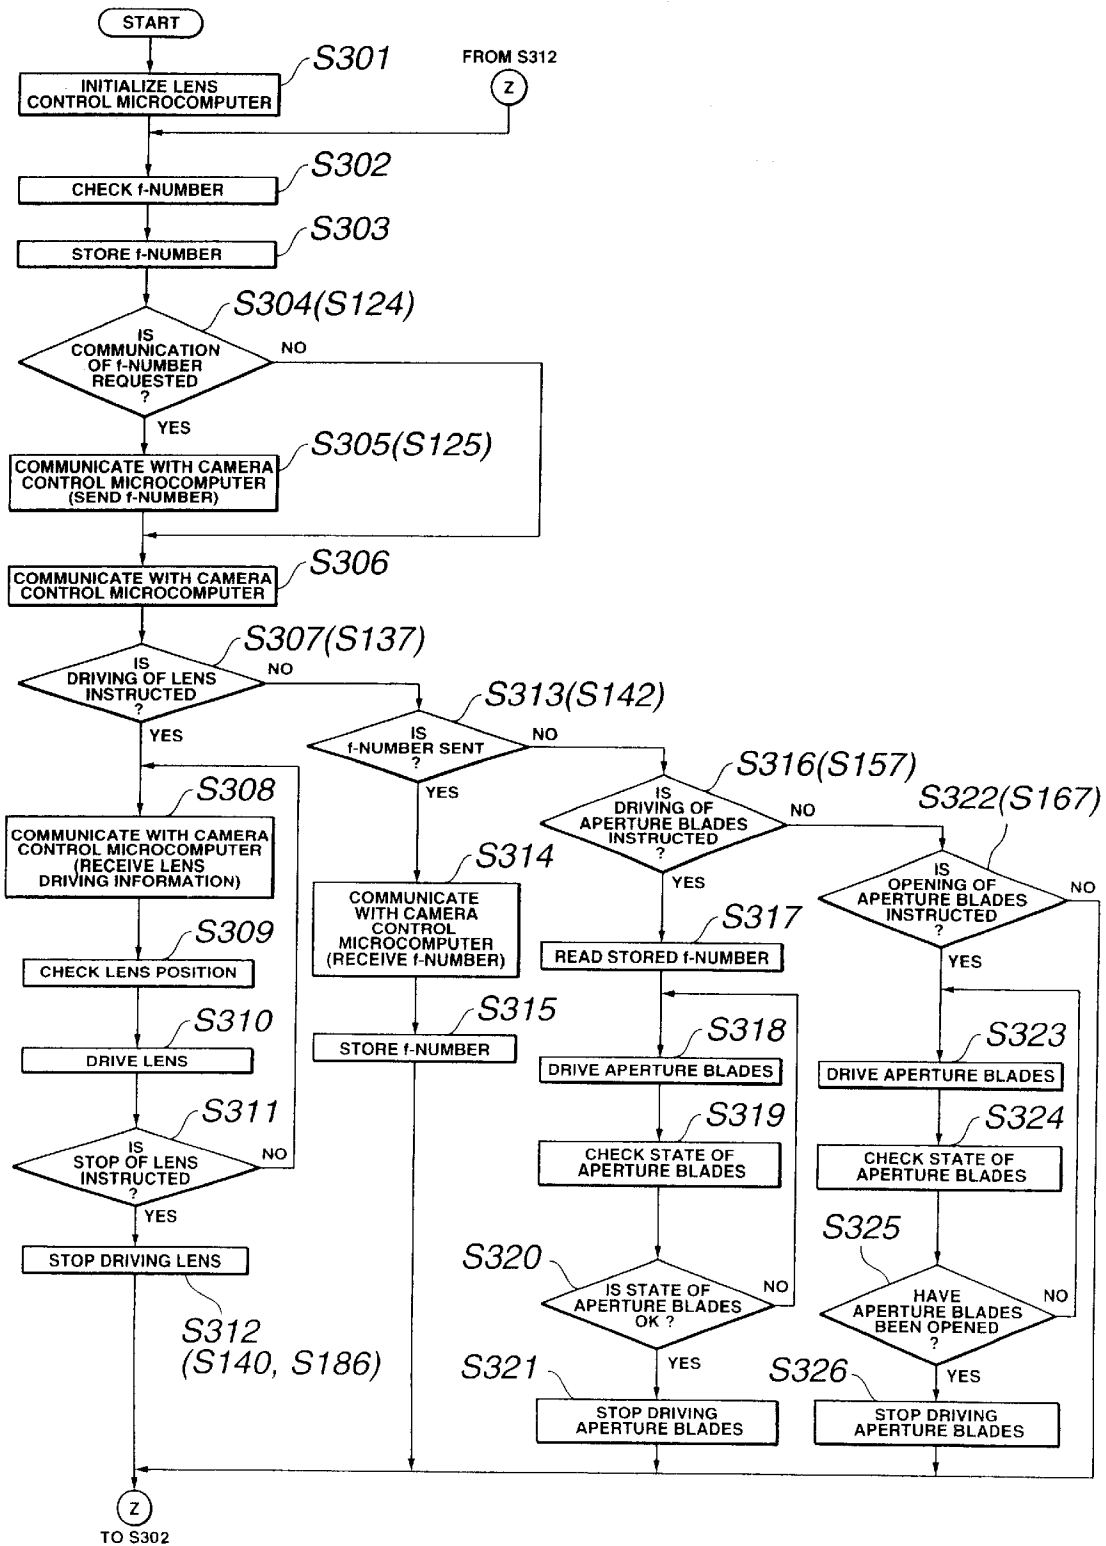 START
S301
FROM S312
INITIALIZE LENS
CONTROL MICROCOMPUTER
Z
S302
CHECK f-NUMBER
S303
STORE f-NUMBER
S304(S124)
IS
COMMUNICATION
OF f-NUMBER
REQUESTED
?
NO
YES
S305(S125)
COMMUNICATE WITH CAMERA
CONTROL MICROCOMPUTER
(SEND f-NUMBER)
S306
COMMUNICATE WITH CAMERA
CONTROL MICROCOMPUTER
S307(S137)
IS
DRIVING OF LENS
INSTRUCTED
?
NO
YES
S308
COMMUNICATE WITH CAMERA
CONTROL MICROCOMPUTER
(RECEIVE LENS
DRIVING INFORMATION)
S309
CHECK LENS POSITION
S310
DRIVE LENS
S311
IS
STOP OF LENS
INSTRUCTED
?
NO
YES
STOP DRIVING LENS
S312
(S140, S186)
S313(S142)
IS
f-NUMBER SENT
?
NO
YES
S314
COMMUNICATE
WITH CAMERA
CONTROL
MICROCOMPUTER
(RECEIVE f-NUMBER)
S315
STORE f-NUMBER
S316(S157)
IS
DRIVING OF
APERTURE BLADES
INSTRUCTED
?
NO
YES
S317
READ STORED f-NUMBER
S318
DRIVE APERTURE BLADES
S319
CHECK STATE OF
APERTURE BLADES
S320
IS STATE OF
APERTURE BLADES
OK ?
NO
YES
S321
STOP DRIVING
APERTURE BLADES
S322(S167)
IS
OPENING OF
APERTURE BLADES
INSTRUCTED
?
NO
YES
S323
DRIVE APERTURE BLADES
S324
CHECK STATE OF
APERTURE BLADES
S325
HAVE
APERTURE BLADES
BEEN OPENED
?
NO
YES
S326
STOP DRIVING
APERTURE BLADES
Z
TO S302